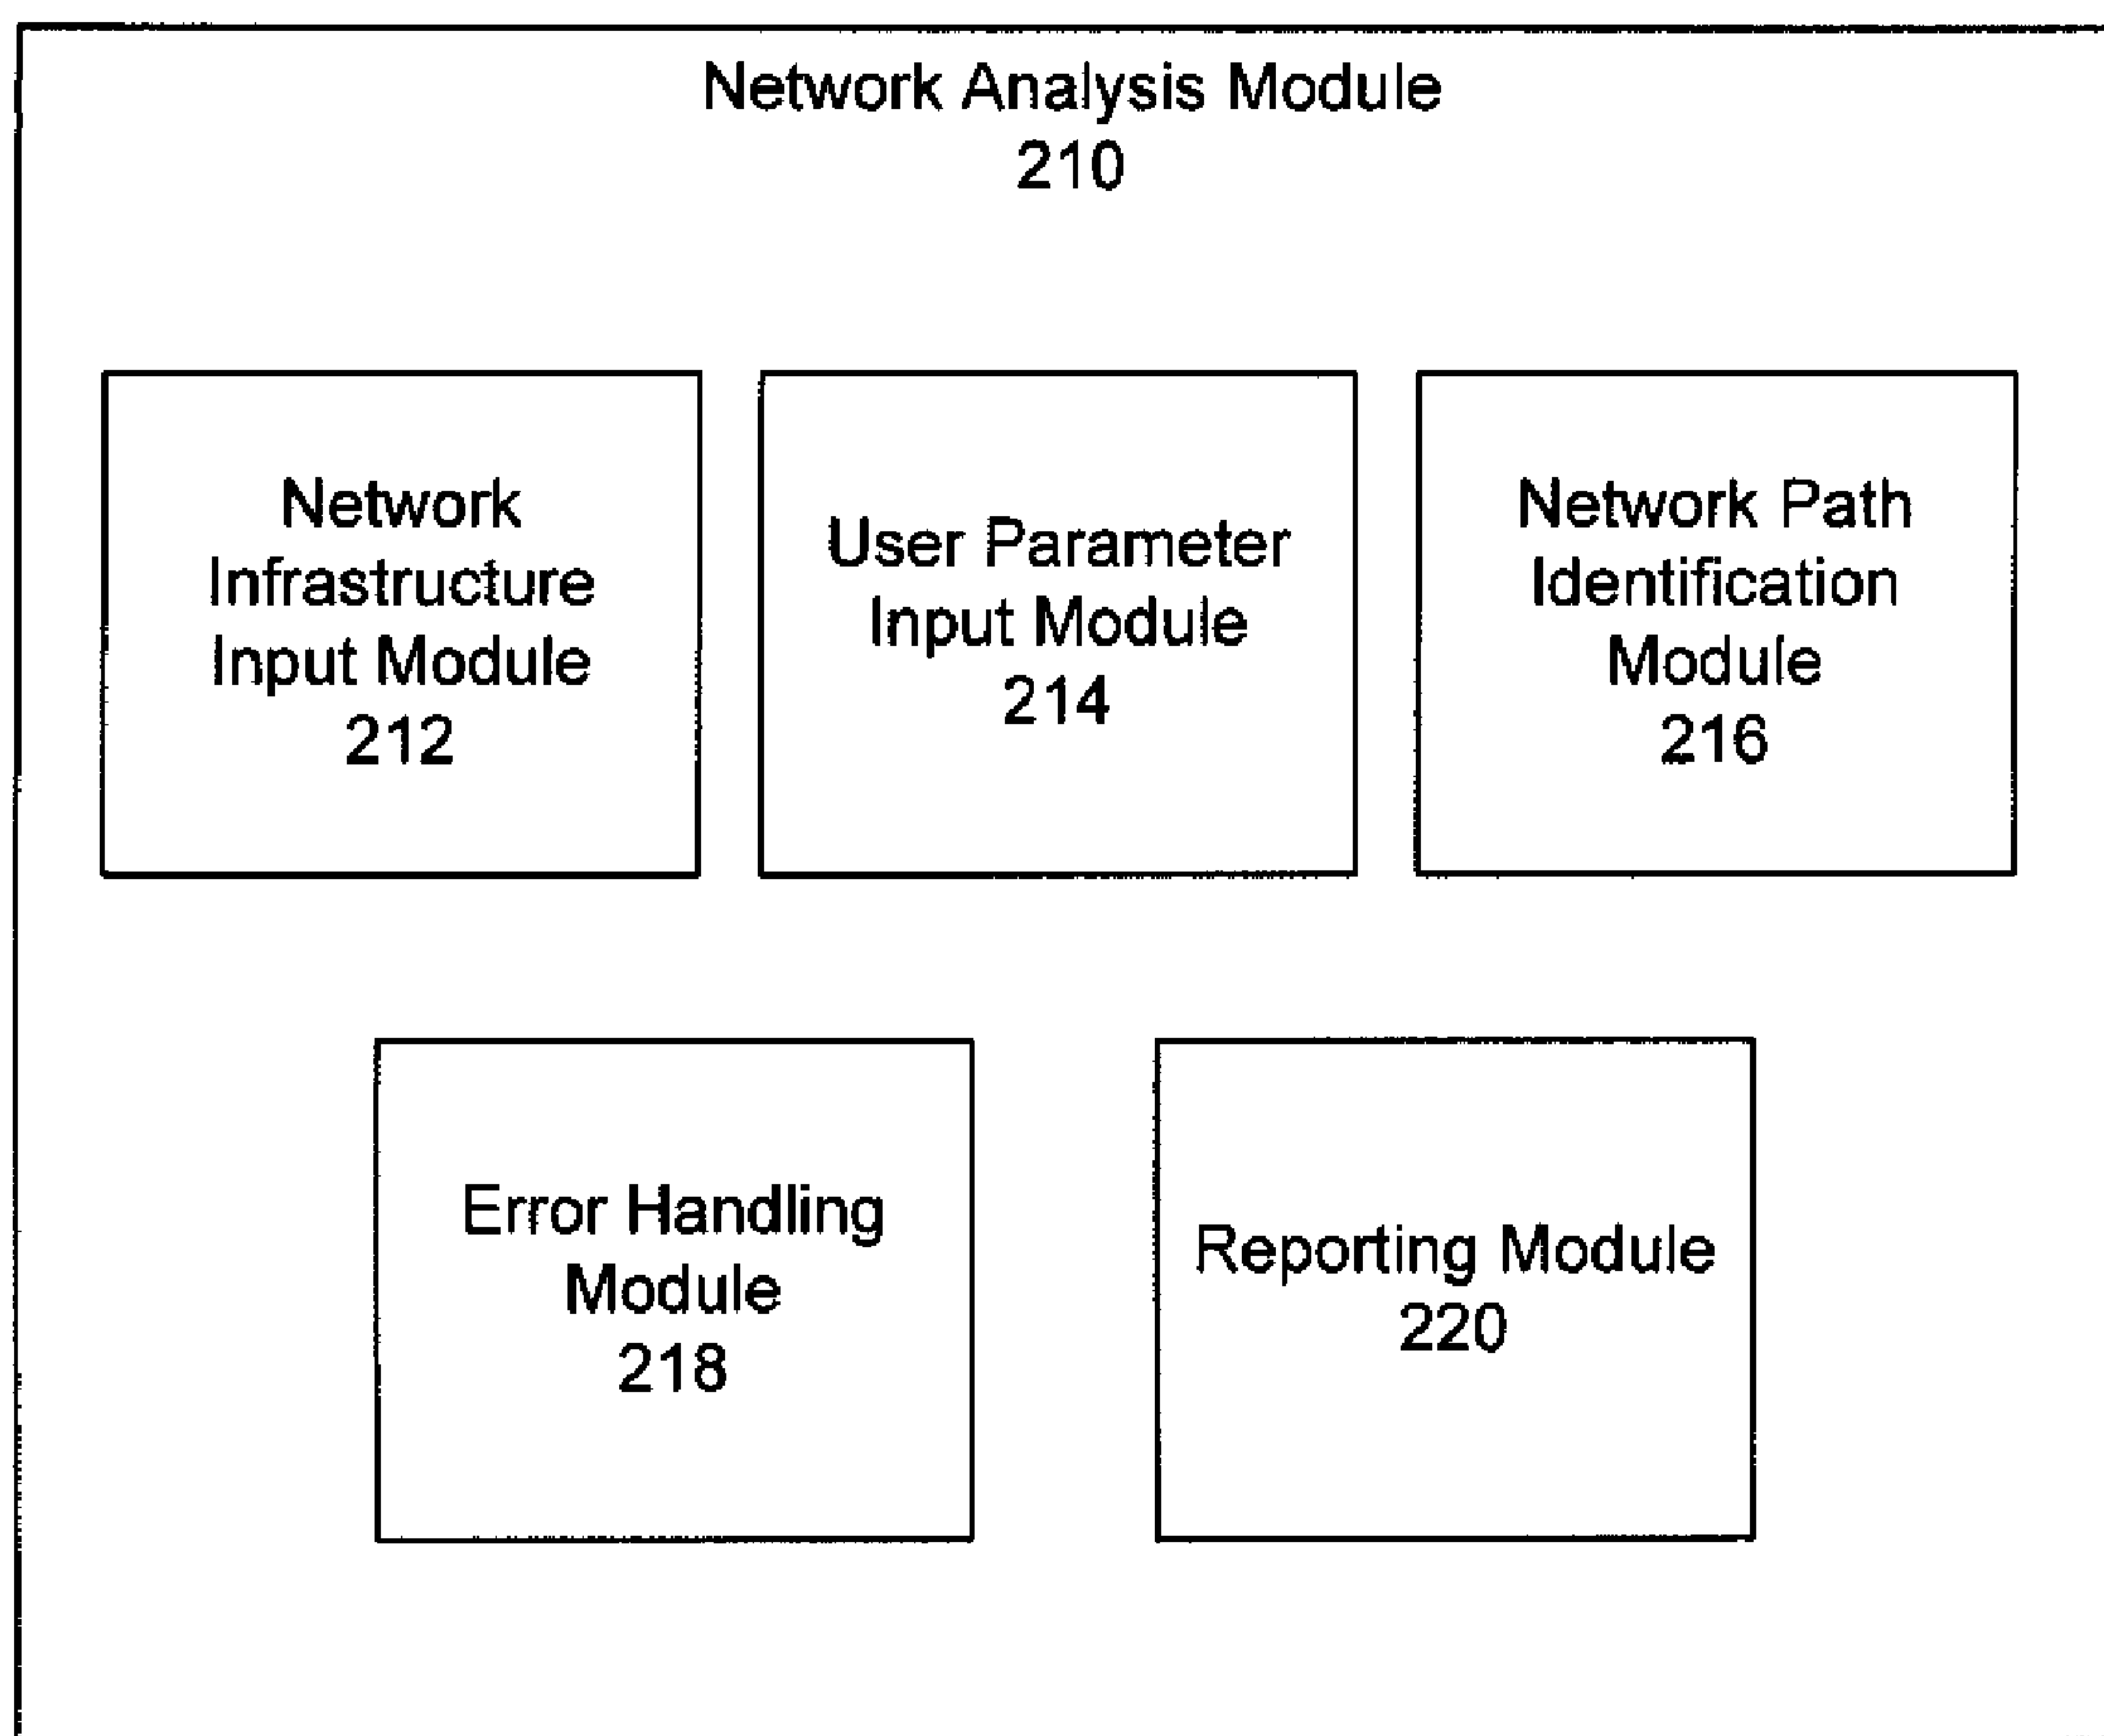 Network Analysis Module
210
Network
Infrastructure
Input Module
212
User Parameter
Input Module
214
Network Path
Identification
Module
216
Error Handling
Module
218
Reporting Module
220